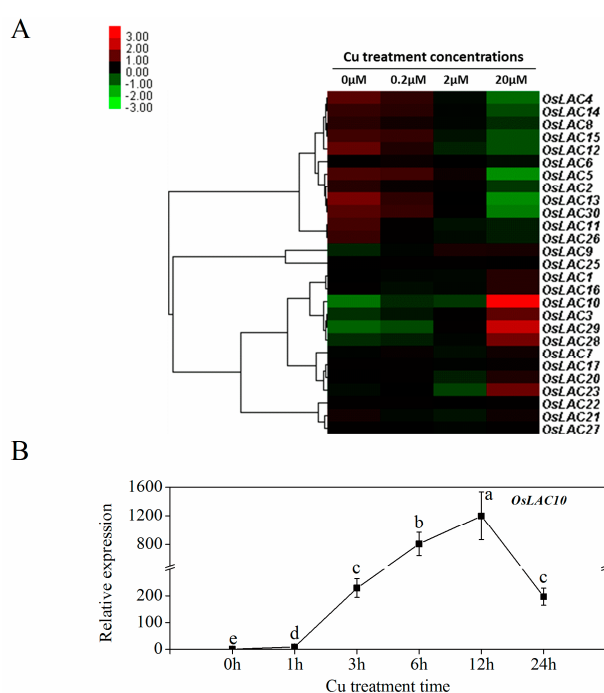 A
3.00
2.00
1.00
0.00
-1.00
-2.00
-3.00
Cu treatment concentrations
0μM 0.2μM 2μM 20μM
OsLAC4
OsLAC14
OsLAC8
OsLAC15
OsLAC12
OsLAC6
OsLAC5
OsLAC2
OsLAC13
OsLAC30
OsLAC11
OsLAC26
OsLAC9
OsLAC25
OsLAC1
OsLAC16
OsLAC10
OsLAC3
OsLAC29
OsLAC28
OsLAC7
OsLAC17
OsLAC20
OsLAC23
OsLAC22
OsLAC21
OsLAC27
B
Relative expression
1600
1200
800
200
100
0
OsLAC10
e d c b a c
0h 1h 3h 6h 12h 24h
Cu treatment time